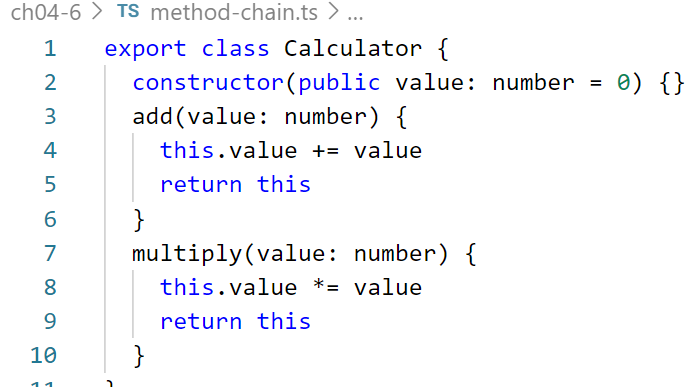 ch04-6 > TS method-chain.ts > ...
1 export class Calculator {
2 constructor(public value: number = 0) {}
3 add(value: number) {
4 this.value += value
5 return this
6 }
7 multiply(value: number) {
8 this.value *= value
9 return this
10 }
11 }